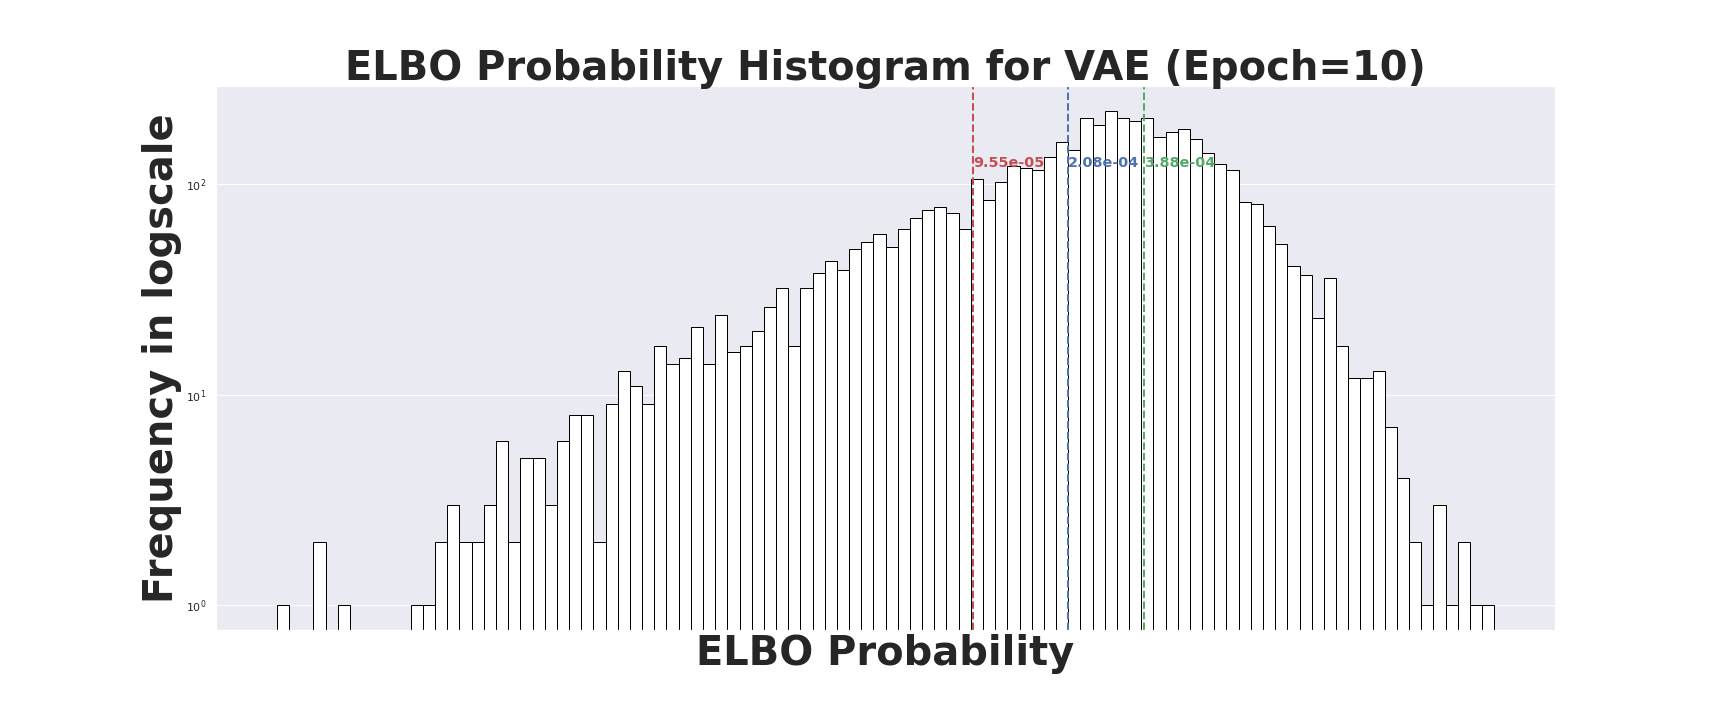 ELBO Probability Histogram for VAE (Epoch=10)
Frequency in logscale
10²
10¹
10⁰
9.55e-05
2.08e-04
3.88e-04
ELBO Probability